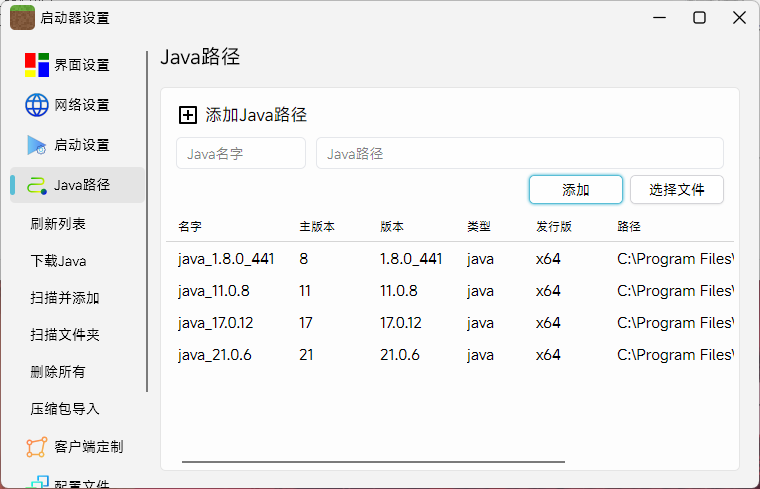 启动器设置
界面设置
网络设置
启动设置
Java路径
刷新列表
下载Java
扫描并添加
扫描文件夹
删除所有
压缩包导入
客户端定制
配置文件
Java路径
添加Java路径
Java名字 Java路径
添加 选择文件
名字 主版本 版本 类型 发行版 路径
java_1.8.0_441 8 1.8.0_441 java x64 C:\Program Files\
java_11.0.8 11 11.0.8 java x64 C:\Program Files\
java_17.0.12 17 17.0.12 java x64 C:\Program Files\
java_21.0.6 21 21.0.6 java x64 C:\Program Files\